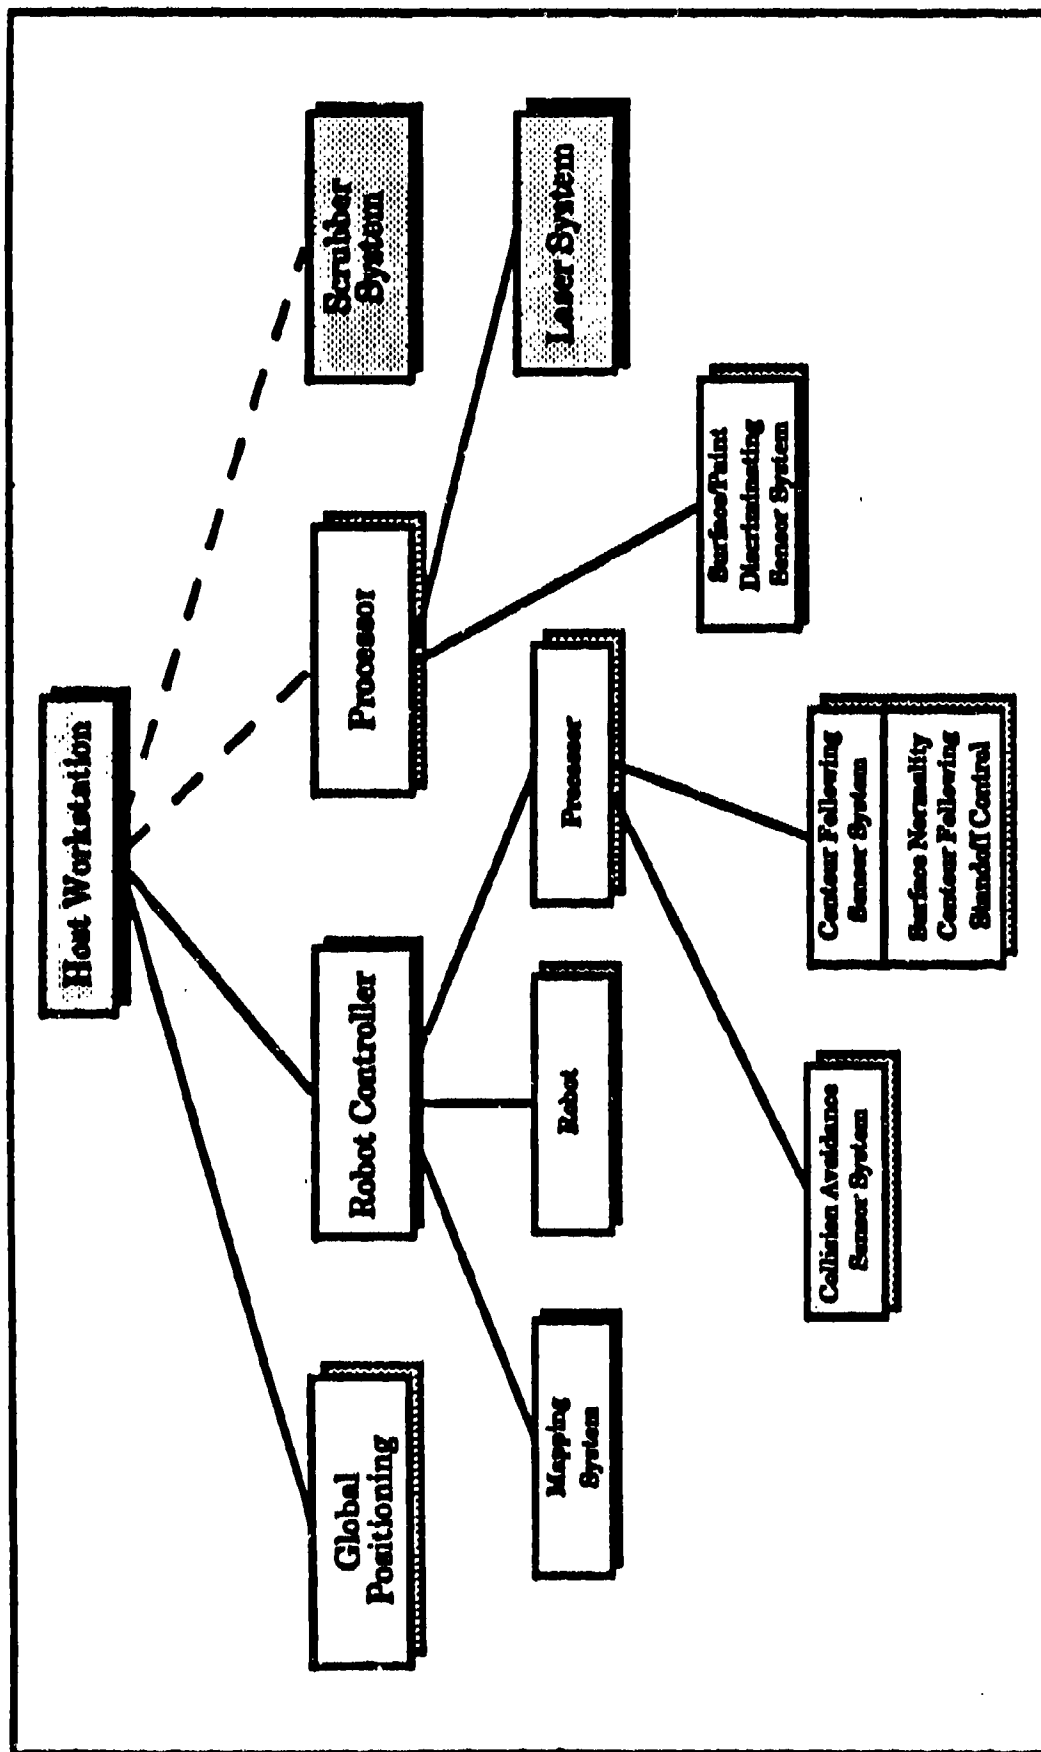 Host Workstation
Global
Positioning
Robot Controller
Processor
Scrubber
System
Mapping
System
Robot
Processor
Laser System
Collision Avoidance
Sensor System
Contour Following
Sensor System
Surface Normality
Contour Following
Standoff Control
Surface/Paint
Discriminating
Sensor System